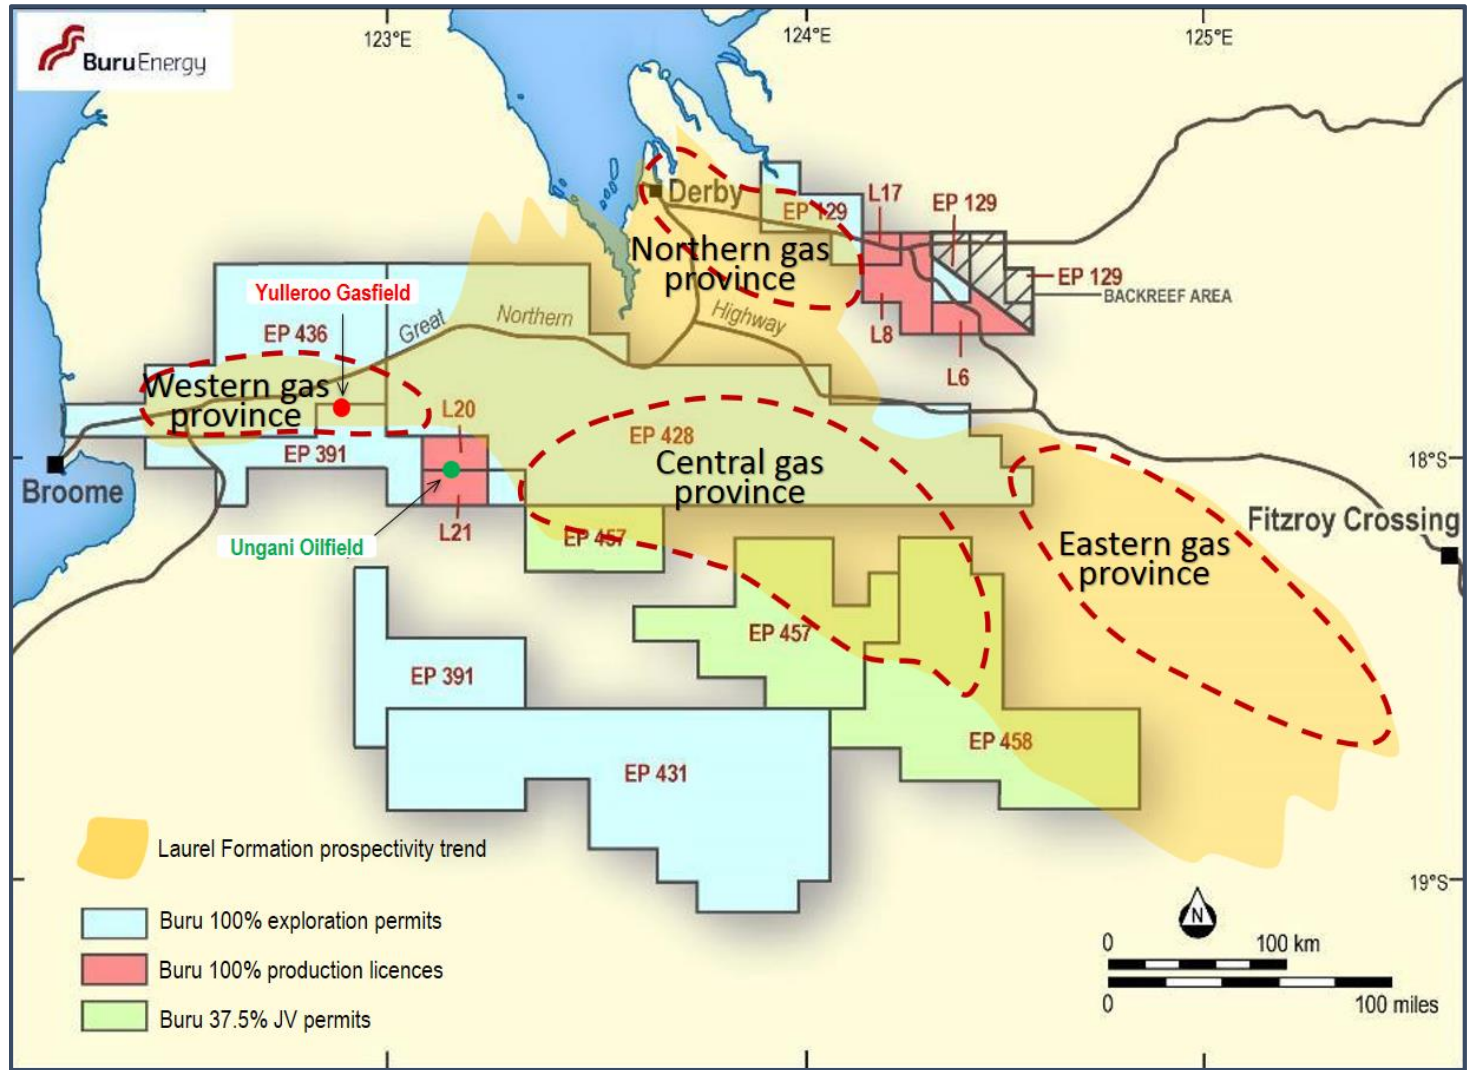 BuruEnergy
123°E
124°E
125°E
Derby
EP 129
L17
EP 129
Northern gas
province
EP 129
BACKREEF AREA
Yulleroo Gasfield
EP 436
Great
Northern
Highway
L8
L6
Western gas
province
L20
EP 428
EP 391
Central gas
province
18°S
Broome
L21
Ungani Oilfield
EP 457
Fitzroy Crossing
Eastern gas
province
EP 457
EP 391
EP 458
EP 431
Laurel Formation prospectivity trend
19°S
Buru 100% exploration permits
N
0
100 km
Buru 100% production licences
0
100 miles
Buru 37.5% JV permits